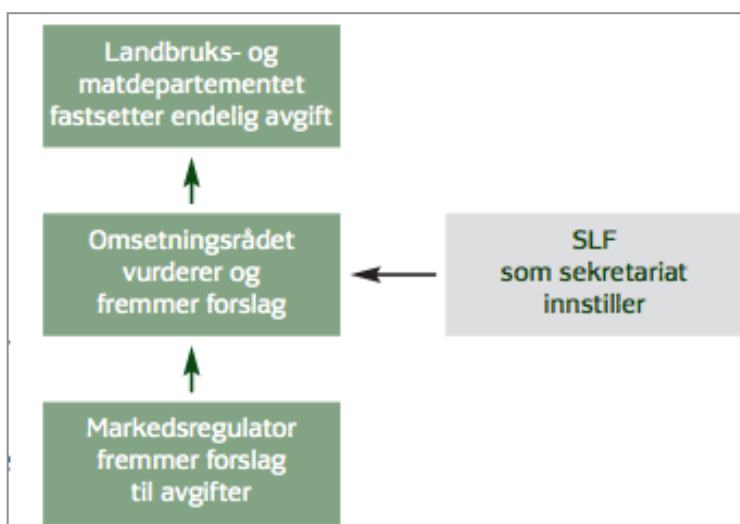 Landbruks- og
matdepartementet
fastsetter endelig avgift
Omsetningsrådet
vurderer og
fremmer forslag
SLF
som sekretariat
innstiller
Markedsregulator
fremmer forslag
til avgifter